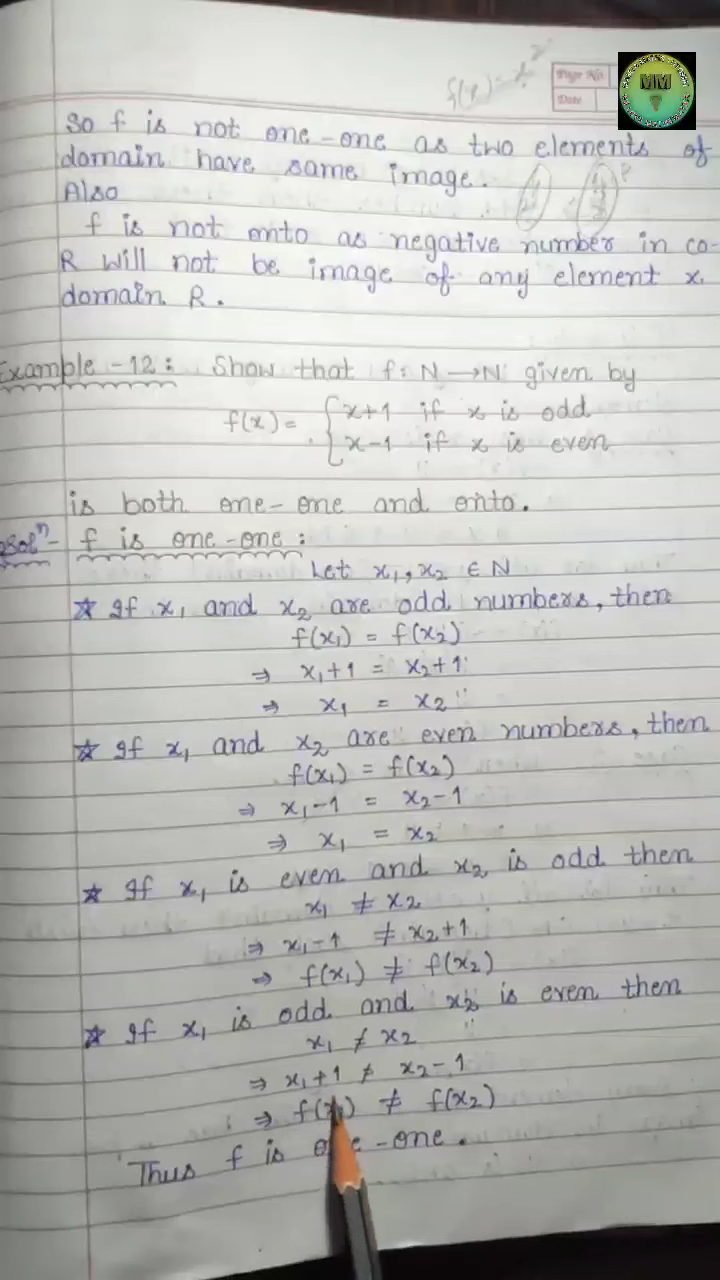 f(x) = x²
Page No.
Date
MM
So f is not one-one as two elements of
domain have same image.
Also
f is not onto as negative number in co-
R will not be image of any element x
domain R.
Example-12: Show that f: N→N given by
f(x) = { x+1 if x is odd
x-1 if x is even
is both one-one and onto.
Solⁿ- f is one-one:
Let x₁, x₂ ∈ N
☆ If x₁ and x₂ are odd numbers, then
f(x₁) = f(x₂)
⇒ x₁+1 = x₂+1
⇒ x₁ = x₂
☆ If x₁ and x₂ are even numbers, then
f(x₁) = f(x₂)
⇒ x₁-1 = x₂-1
⇒ x₁ = x₂
☆ If x₁ is even and x₂ is odd then
x₁ ≠ x₂
⇒ x₁-1 ≠ x₂+1
⇒ f(x₁) ≠ f(x₂)
☆ If x₁ is odd and x₂ is even then
x₁ ≠ x₂
⇒ x₁+1 ≠ x₂-1
⇒ f(x₁) ≠ f(x₂)
Thus f is one-one.